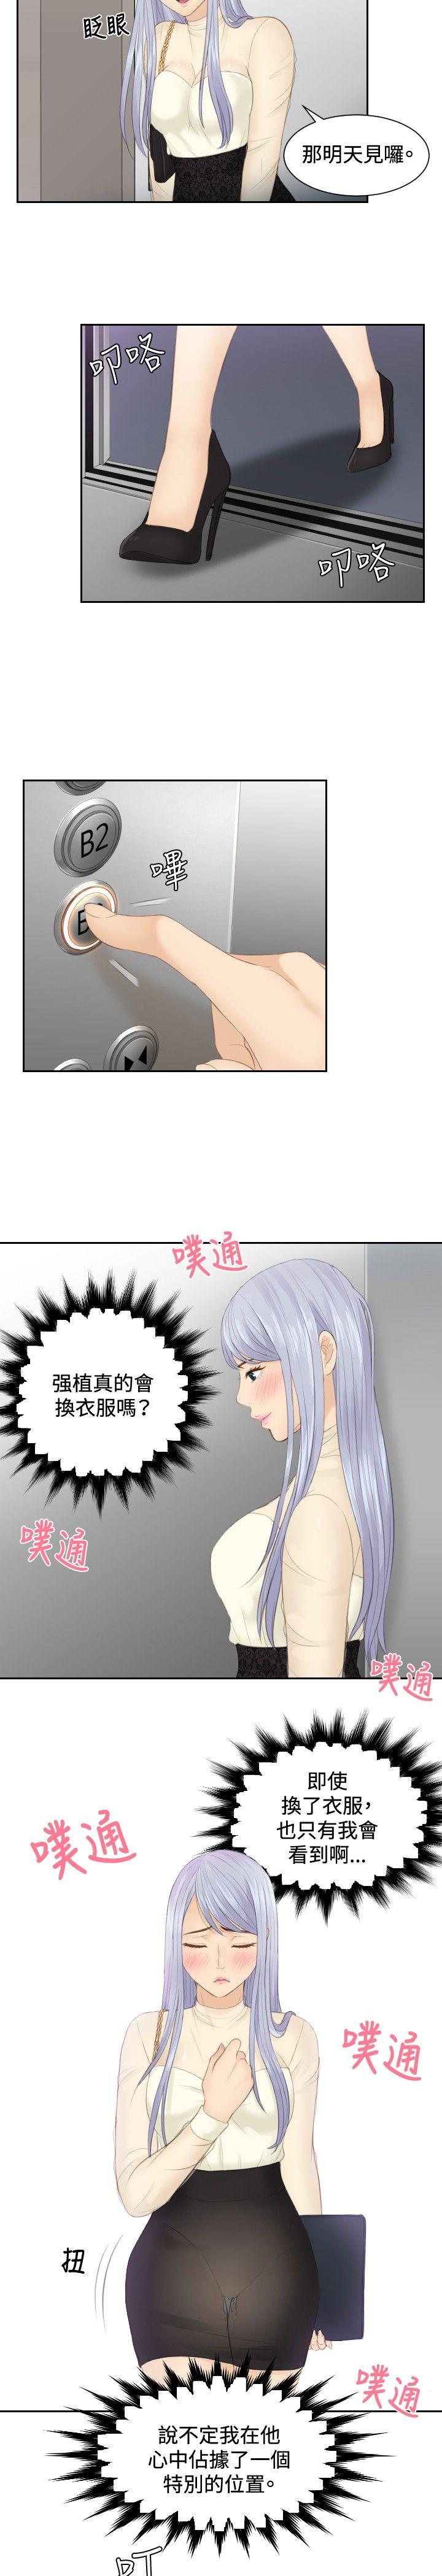 眨眼
那明天見囉。
叩咯
叩咯
B2
嗶
噗通
强植真的會
換衣服嗎?
噗通
噗通
即使
換了衣服,
也只有我會
看到啊...
噗通
噗通
扭
噗通
說不定我在他
心中佔據了一個
特別的位置。
叮